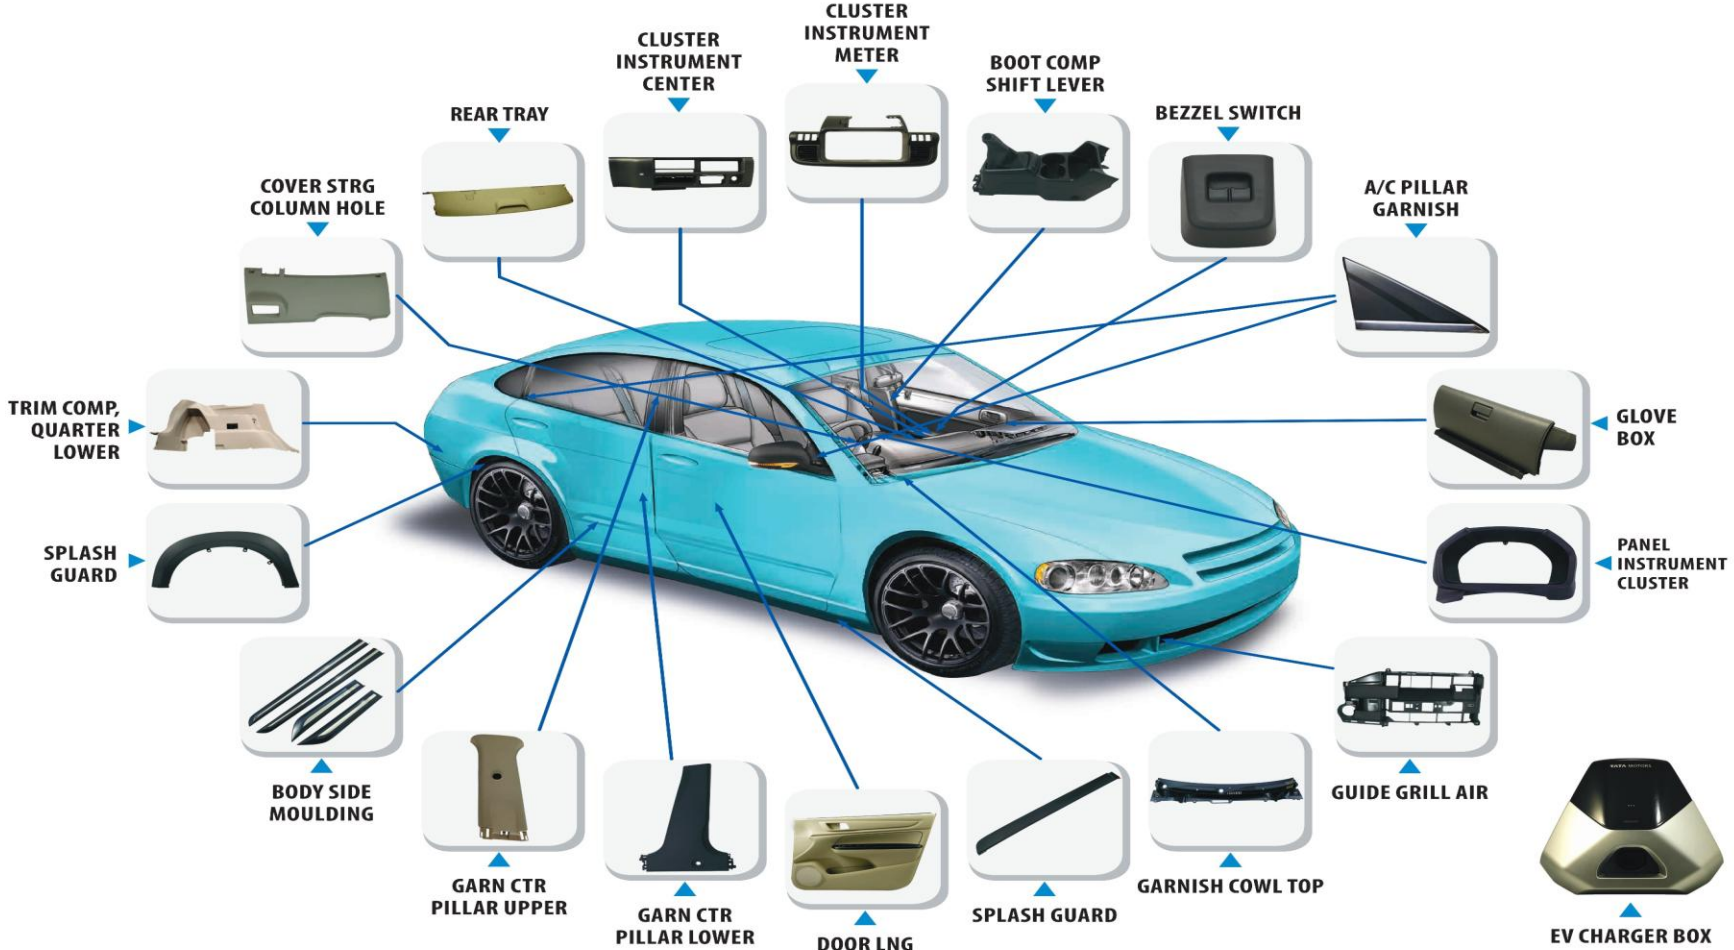 CLUSTER
INSTRUMENT
METER
CLUSTER
INSTRUMENT
CENTER
BOOT COMP
SHIFT LEVER
REAR TRAY
BEZZEL SWITCH
COVER STRG
COLUMN HOLE
A/C PILLAR
GARNISH
TRIM COMP,
QUARTER
LOWER
GLOVE
BOX
SPLASH
GUARD
PANEL
INSTRUMENT
CLUSTER
BODY SIDE
MOULDING
GUIDE GRILL AIR
GARN CTR
PILLAR UPPER
GARN CTR
PILLAR LOWER
DOOR LNG
SPLASH GUARD
GARNISH COWL TOP
TATA MOTORS
EV CHARGER BOX